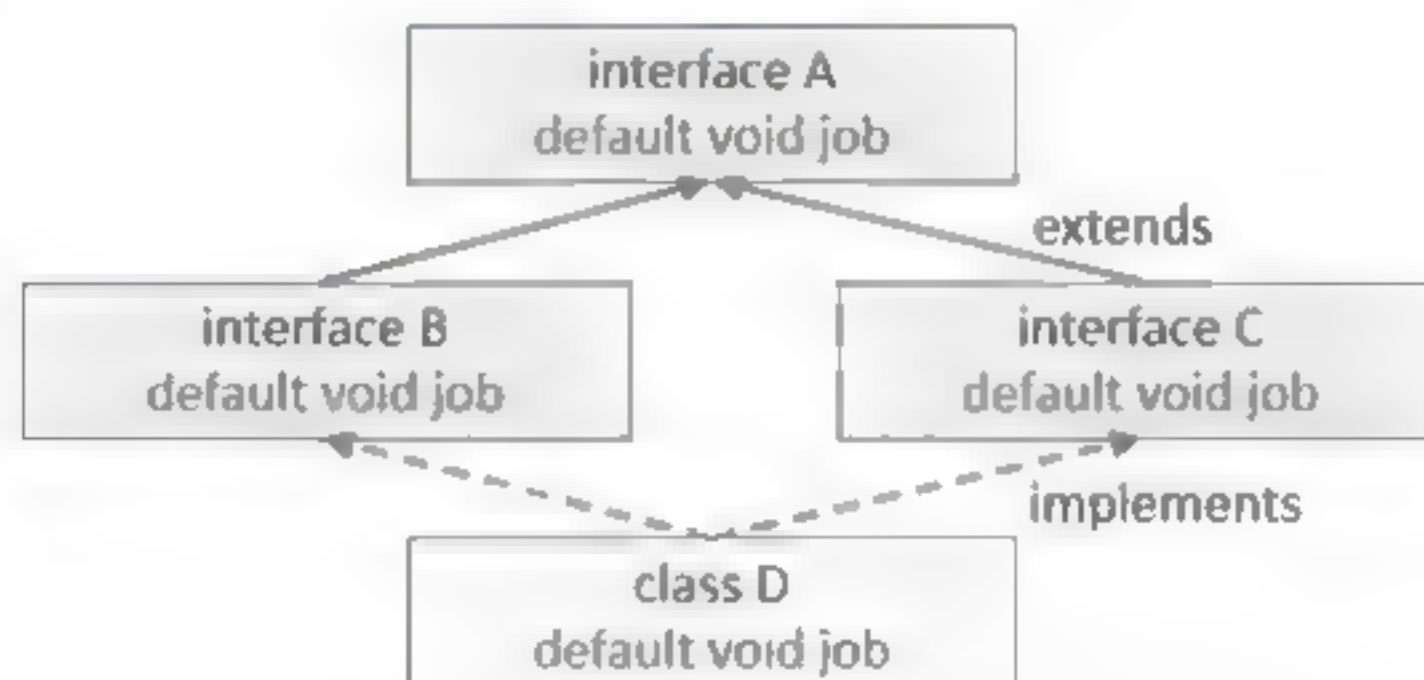 interface A
default void job
extends
interface B
default void job
interface C
default void job
implements
class D
default void job